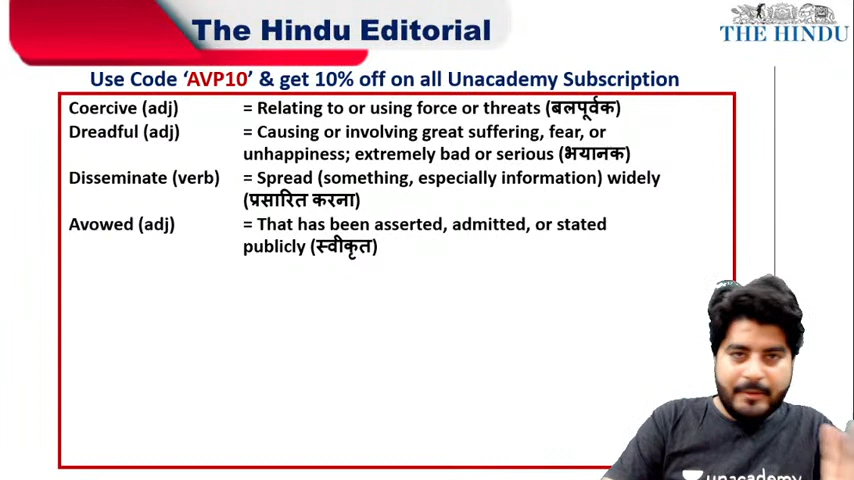 The Hindu Editorial
THE HINDU
Use Code ‘AVP10’ & get 10% off on all Unacademy Subscription
Coercive (adj) = Relating to or using force or threats (बलपूर्वक)
Dreadful (adj) = Causing or involving great suffering, fear, or
unhappiness; extremely bad or serious (भयानक)
Disseminate (verb) = Spread (something, especially information) widely
(प्रसारित करना)
Avowed (adj) = That has been asserted, admitted, or stated
publicly (स्वीकृत)
unacademy